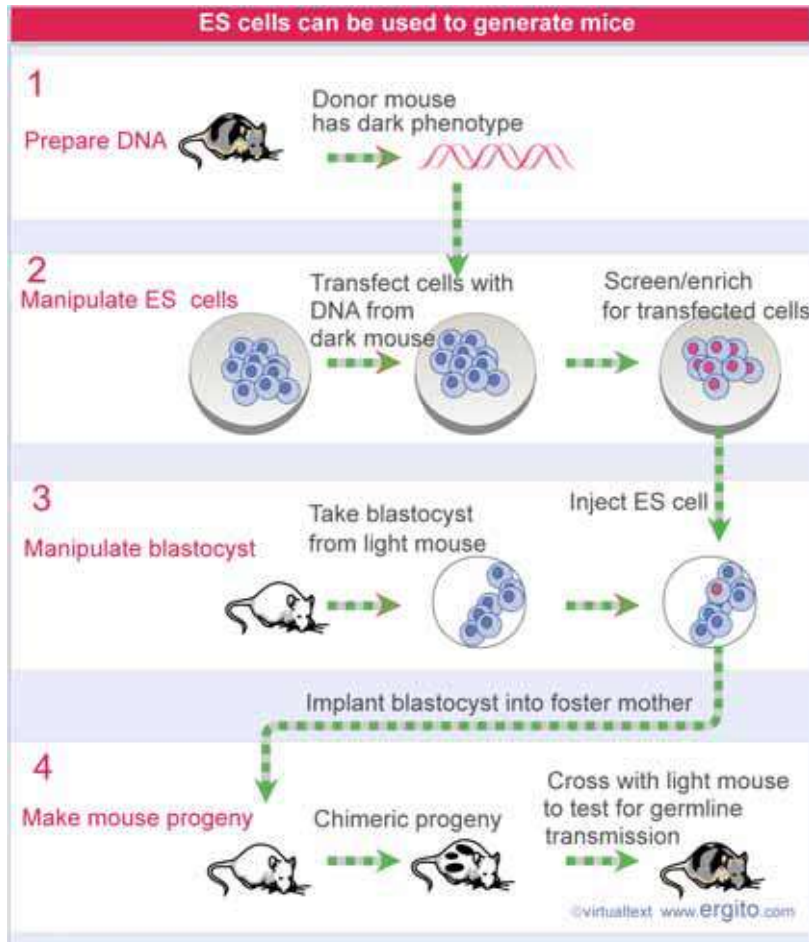 ES cells can be used to generate mice
1
Prepare DNA
Donor mouse
has dark phenotype
2
Manipulate ES cells
Transfect cells with
DNA from
dark mouse
Screen/enrich
for transfected cells
3
Manipulate blastocyst
Take blastocyst
from light mouse
Inject ES cell
Implant blastocyst into foster mother
4
Make mouse progeny
Chimeric progeny
Cross with light mouse
to test for germline
transmission
©virtualtext www.ergito.com